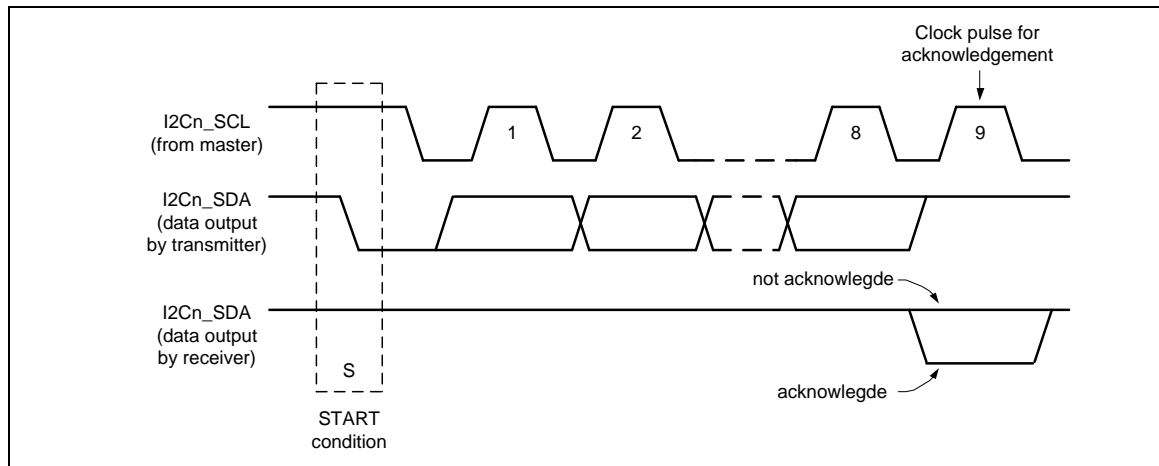 Clock pulse for
acknowledgement
I2Cn_SCL
(from master)
1
2
8
9
I2Cn_SDA
(data output
by transmitter)
not acknowlegde
I2Cn_SDA
(data output
by receiver)
S
acknowlegde
START
condition